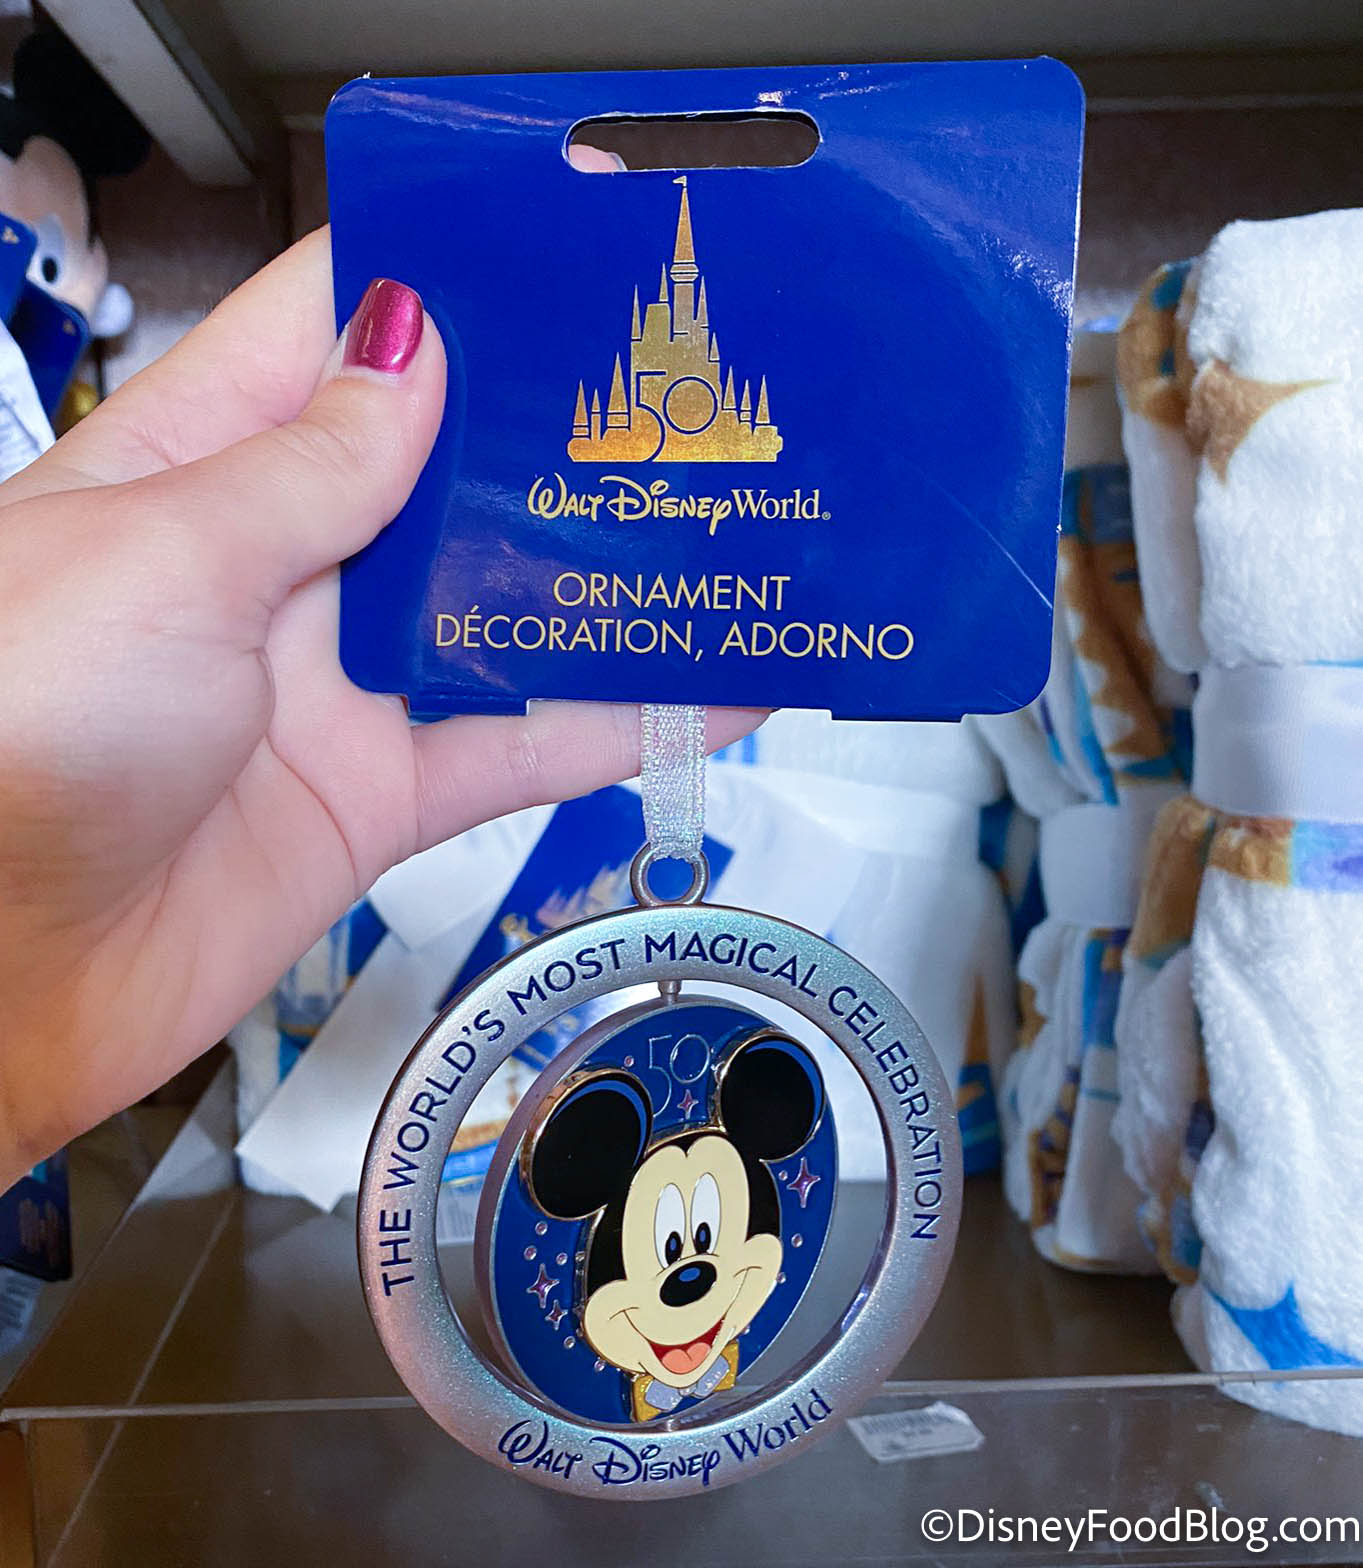 50
WALT DISNEY World®
ORNAMENT
DÉCORATION, ADORNO
THE WORLD'S MOST MAGICAL CELEBRATION
50
WALT DISNEY World
©DisneyFoodBlog.com